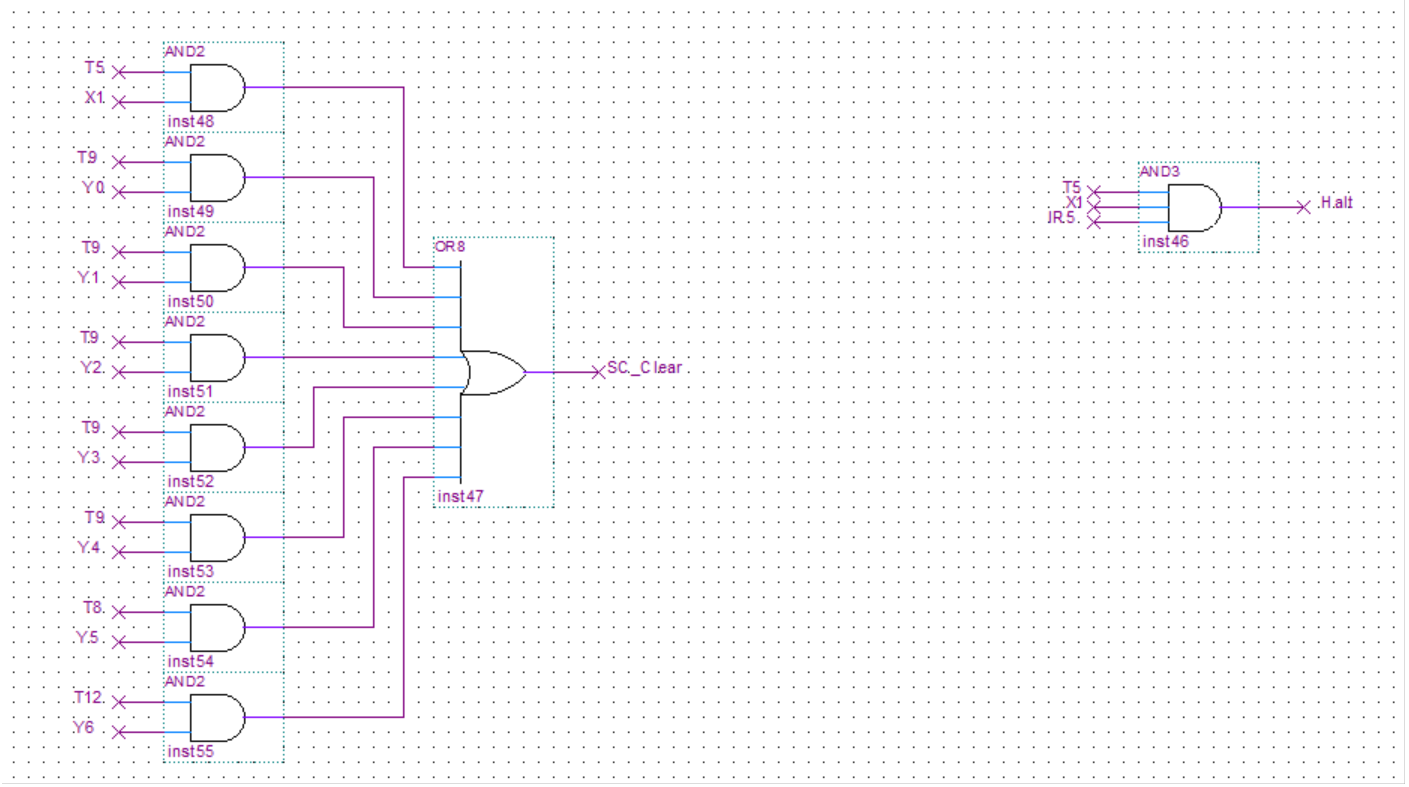 AND2
T5
X1
inst48
AND2
T9
Y0
inst49
AND2
T9
Y1
inst50
AND2
T9
Y2
inst51
AND2
T9
Y3
inst52
AND2
T9
Y4
inst53
AND2
T8
Y5
inst54
AND2
T12
Y6
inst55
OR8
SC_Clear
inst47
AND3
T5
X1
IR5
Halt
inst46